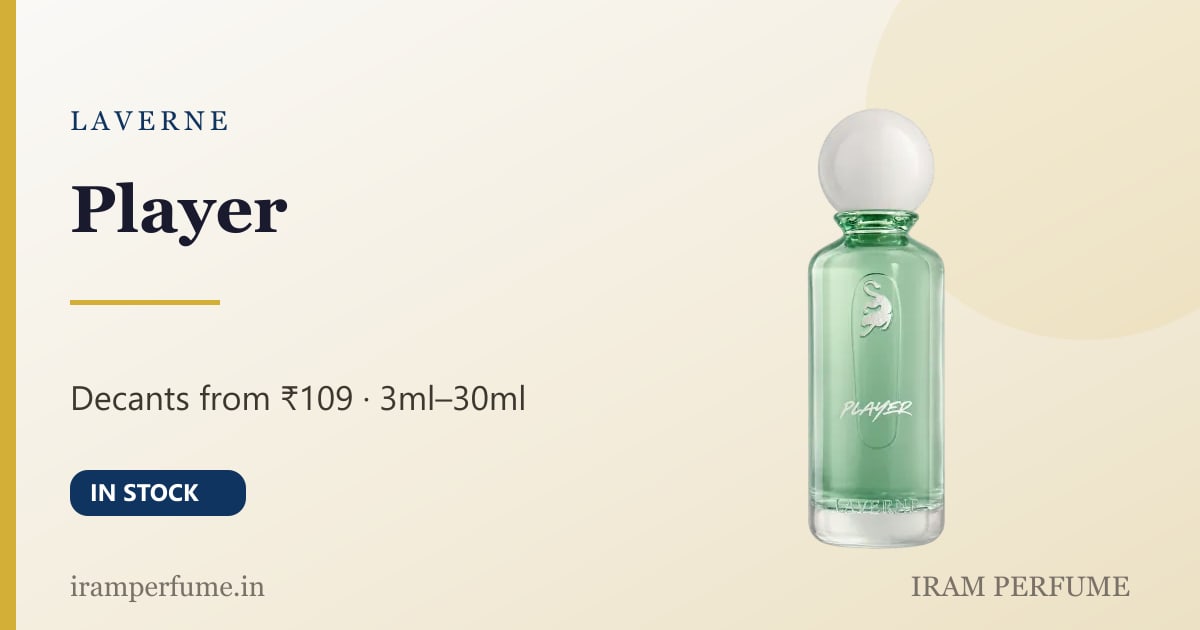 LAVERNE
Player
Decants from ₹109 · 3ml–30ml
IN STOCK
PLAYER
LAVERNE
iramperfume.in
IRAM PERFUME